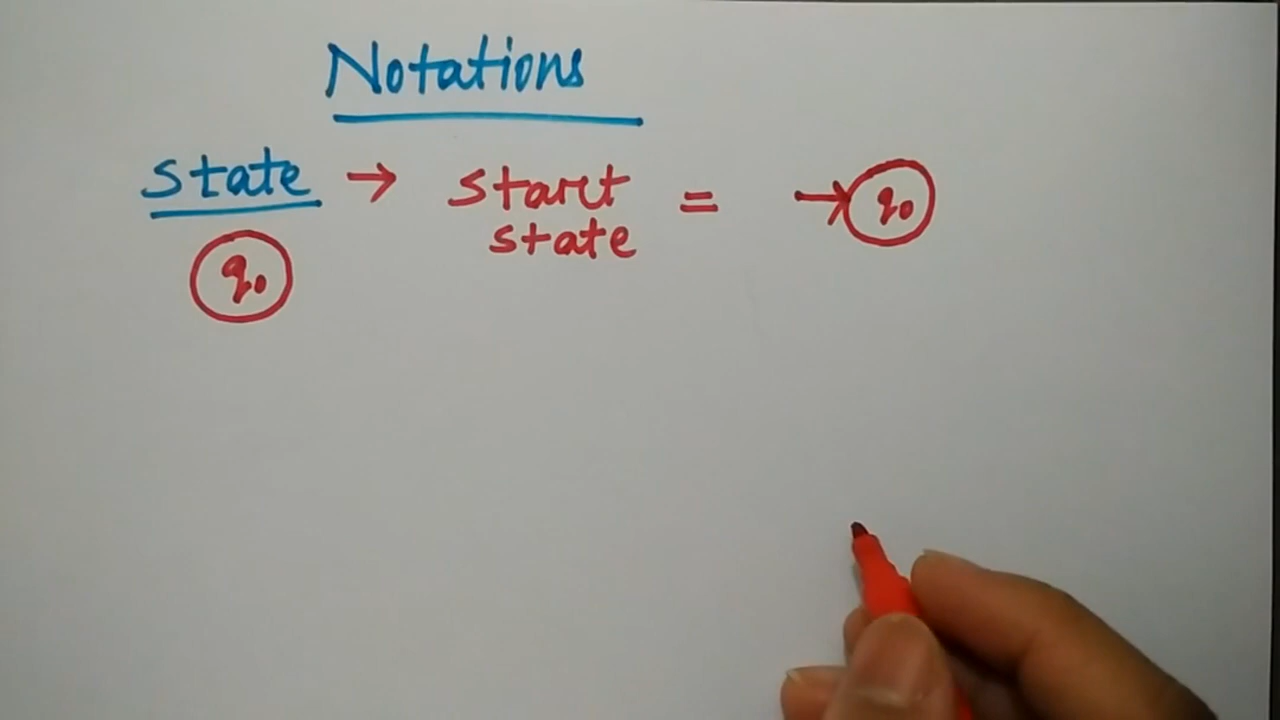 Notations
state → start = → q₀
state
q₀